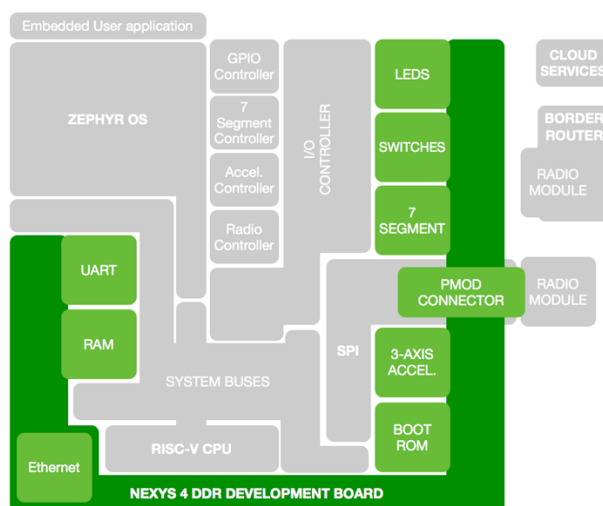 Embedded User application
ZEPHYR OS
GPIO
Controller
7
Segment
Controller
Accel.
Controller
Radio
Controller
I/O
CONTROLLER
LEDS
SWITCHES
7
SEGMENT
CLOUD
SERVICES
BORDER
ROUTER
RADIO
MODULE
UART
RAM
PMOD
CONNECTOR
RADIO
MODULE
SPI
3-AXIS
ACCEL.
SYSTEM BUSES
BOOT
ROM
RISC-V CPU
Ethernet
NEXYS 4 DDR DEVELOPMENT BOARD